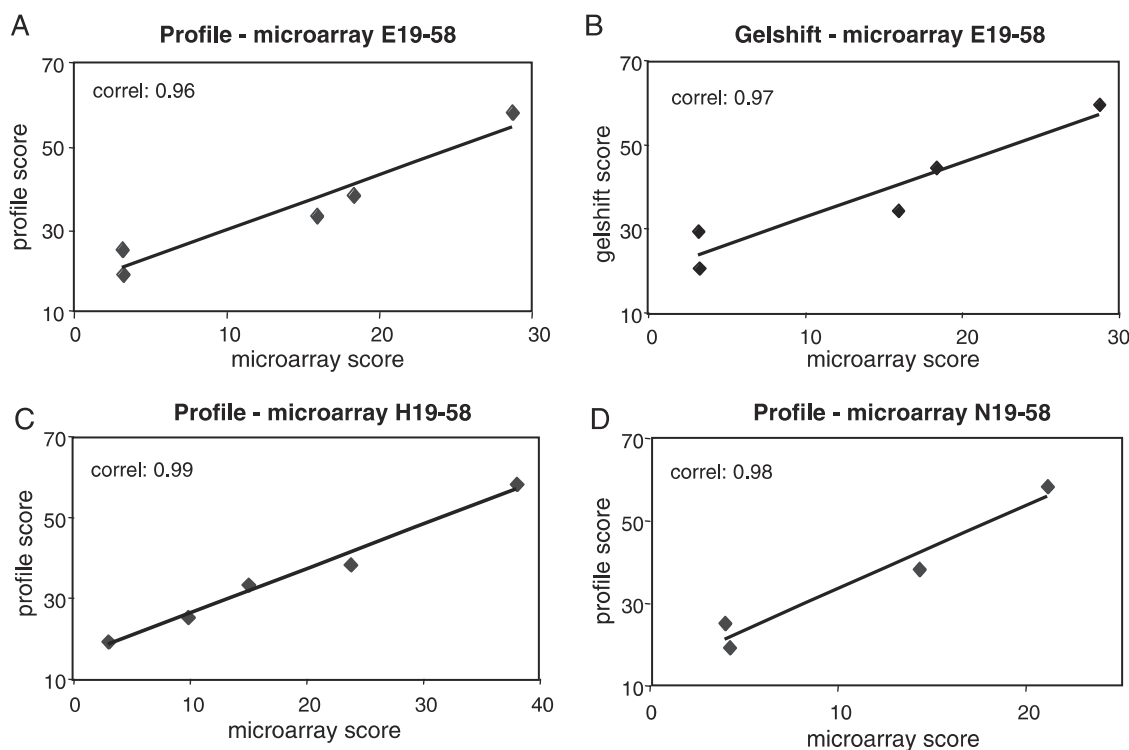 A
Profile - microarray E19-58
correl: 0.96
profile score
70
50
30
10
0
10
20
30
microarray score
B
Gelshift - microarray E19-58
correl: 0.97
gelshift score
70
50
30
10
0
10
20
30
microarray score
C
Profile - microarray H19-58
correl: 0.99
profile score
70
50
30
10
0
10
20
30
40
microarray score
D
Profile - microarray N19-58
correl: 0.98
profile score
70
50
30
10
0
10
20
microarray score